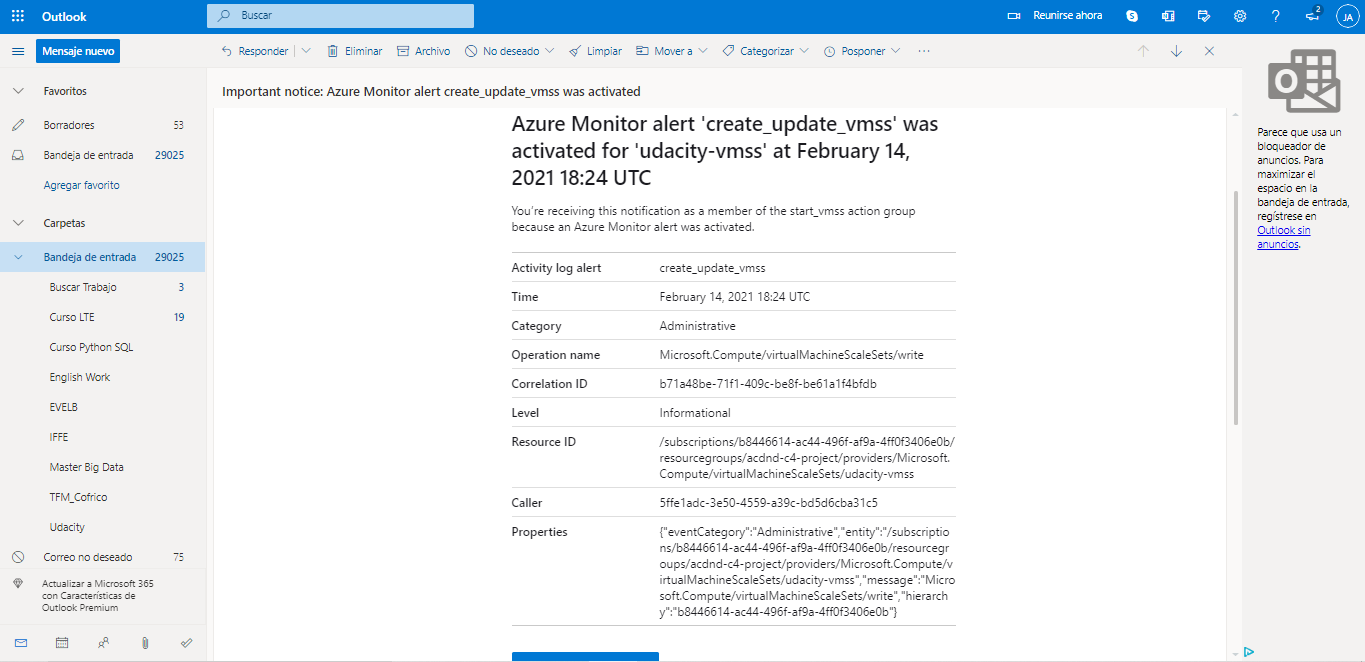 Outlook
Buscar
Reunirse ahora
2
JA
Mensaje nuevo
Responder
Eliminar
Archivo
No deseado
Limpiar
Mover a
Categorizar
Posponer
Favoritos
Borradores 53
Bandeja de entrada 29025
Agregar favorito
Carpetas
Bandeja de entrada 29025
Buscar Trabajo 3
Curso LTE 19
Curso Python SQL
English Work
EVELB
IFFE
Master Big Data
TFM_Cofrico
Udacity
Correo no deseado 75
Actualizar a Microsoft 365
con Características de
Outlook Premium
Important notice: Azure Monitor alert create_update_vmss was activated
Azure Monitor alert 'create_update_vmss' was
activated for 'udacity-vmss' at February 14,
2021 18:24 UTC
You're receiving this notification as a member of the start_vmss action group
because an Azure Monitor alert was activated.
Activity log alert create_update_vmss
Time February 14, 2021 18:24 UTC
Category Administrative
Operation name Microsoft.Compute/virtualMachineScaleSets/write
Correlation ID b71a48be-71f1-409c-be8f-be61a1f4bfdb
Level Informational
Resource ID /subscriptions/b8446614-ac44-496f-af9a-4ff0f3406e0b/
resourcegroups/acdnd-c4-project/providers/Microsoft.
Compute/virtualMachineScaleSets/udacity-vmss
Caller 5ffe1adc-3e50-4559-a39c-bd5d6cba31c5
Properties {"eventCategory":"Administrative","entity":"/subscriptio
ns/b8446614-ac44-496f-af9a-4ff0f3406e0b/resourcegr
oups/acdnd-c4-project/providers/Microsoft.Compute/v
irtualMachineScaleSets/udacity-vmss","message":"Micro
soft.Compute/virtualMachineScaleSets/write","hierarch
y":"b8446614-ac44-496f-af9a-4ff0f3406e0b"}
Parece que usa un
bloqueador de
anuncios. Para
maximizar el
espacio en la
bandeja de entrada,
regístrese en
Outlook sin
anuncios.